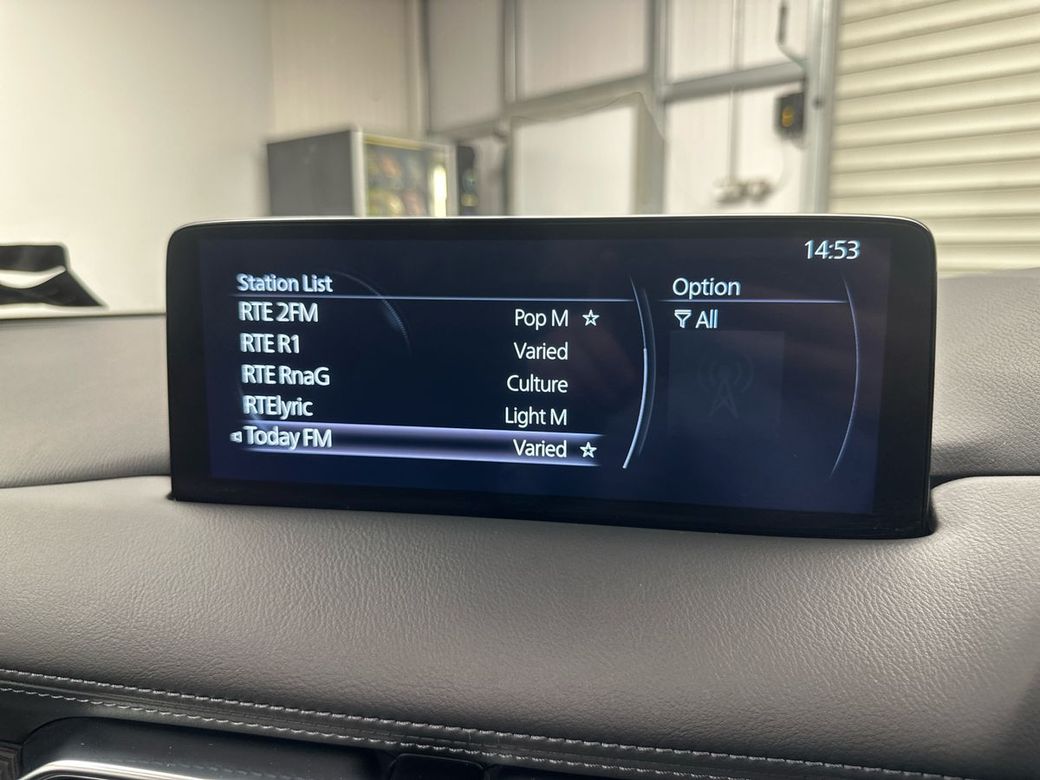 14:53
Station List
Option
RTE 2FM Pop M ☆
All
RTE R1 Varied
RTE RnaG Culture
RTElyric Light M
Today FM Varied ☆